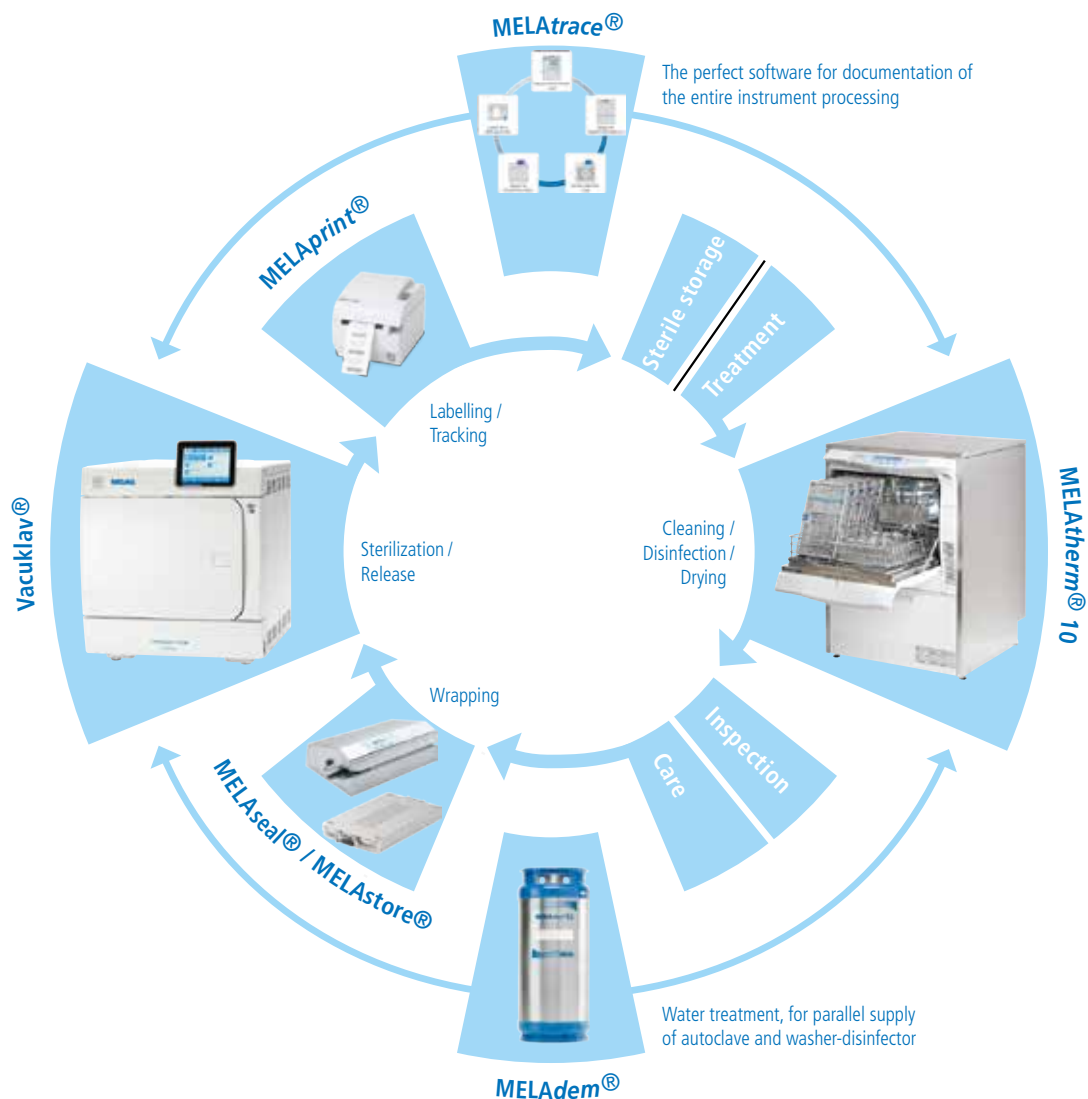 MELAtrace®
The perfect software for documentation of
the entire instrument processing
MELAprint®
Sterile storage
Treatment
Labelling /
Tracking
Vacuklav®
MELAG
Sterilization /
Release
Cleaning /
Disinfection /
Drying
MELAtherm® 10
Wrapping
Inspection
Care
MELAseal® / MELAstore®
Water treatment, for parallel supply
of autoclave and washer-disinfector
MELAdem®